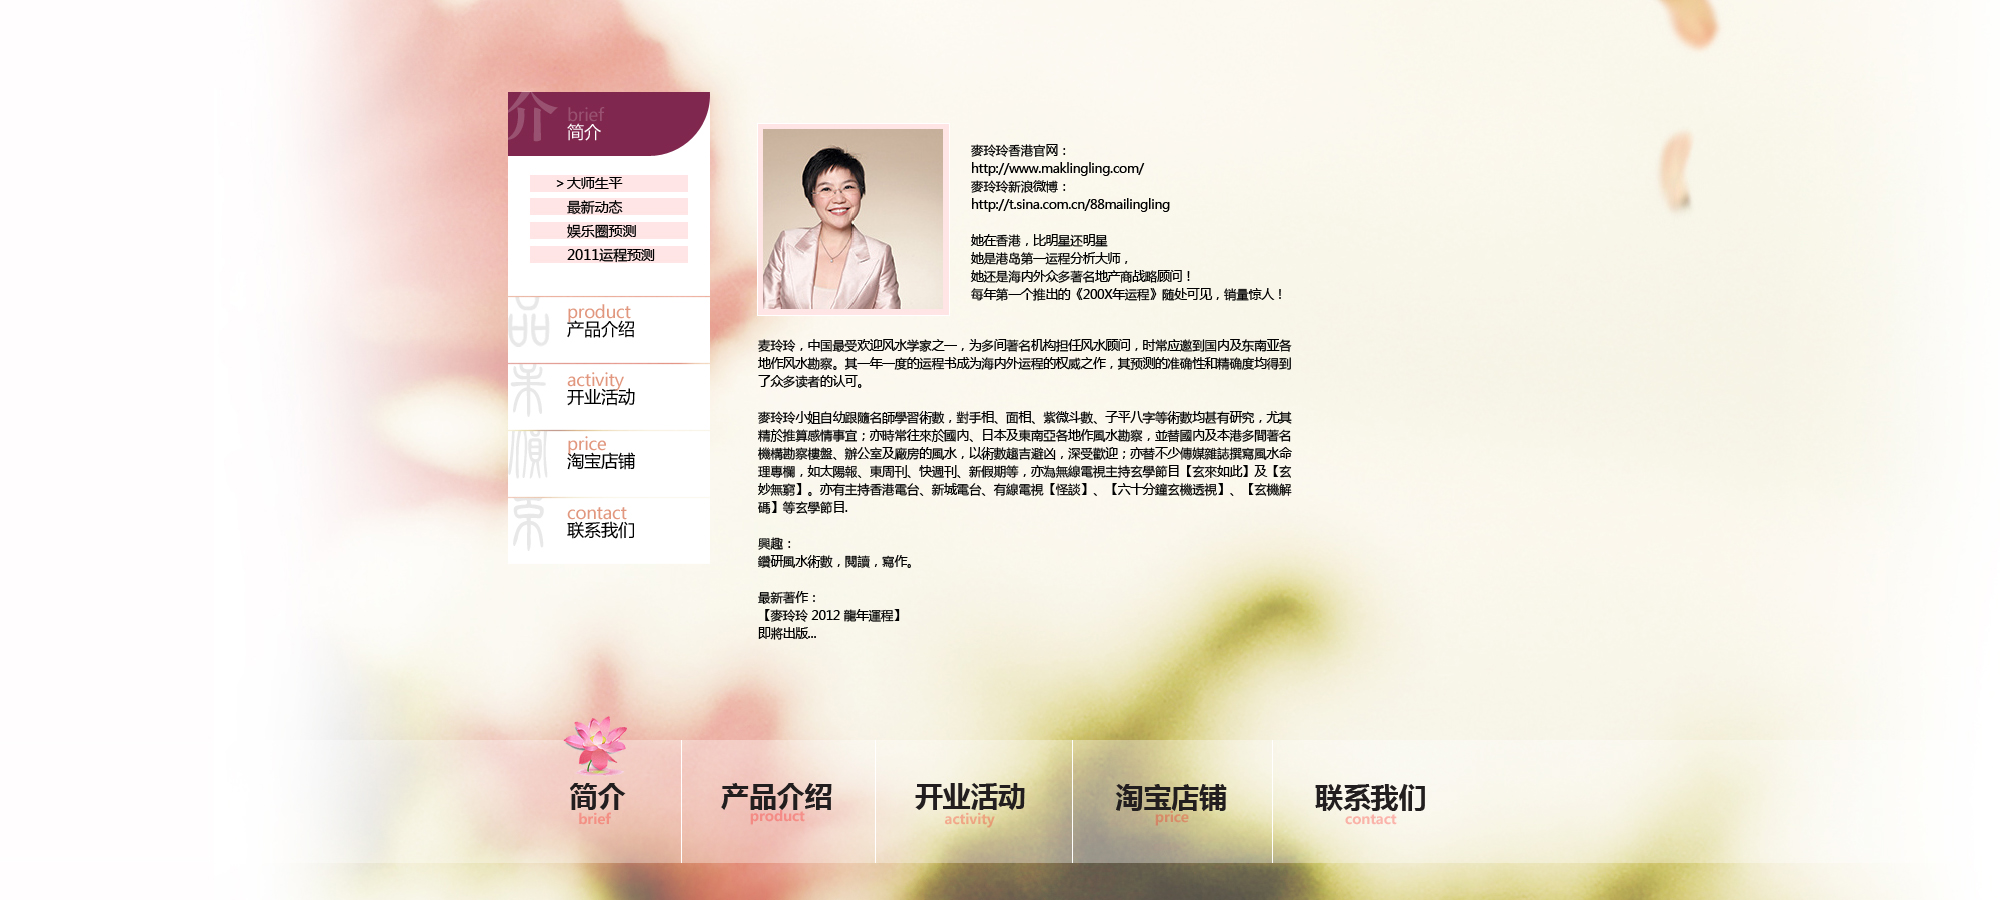 介
brief
简介
> 大师生平
最新动态
娱乐圈预测
2011运程预测
品
product
产品介绍
activity
开业活动
price
淘宝店铺
contact
联系我们
麥玲玲香港官网：
http://www.maklingling.com/
麥玲玲新浪微博：
http://t.sina.com.cn/88mailingling
她在香港，比明星还明星
她是港岛第一运程分析大师，
她还是海内外众多著名地产商战略顾问！
每年第一个推出的《200X年运程》随处可见，销量惊人！
麦玲玲，中国最受欢迎风水学家之一，为多间著名机构担任风水顾问，时常应邀到国内及东南亚各
地作风水勘察。其一年一度的运程书成为海内外运程的权威之作，其预测的准确性和精确度均得到
了众多读者的认可。
麥玲玲小姐自幼跟隨名師學習術數，對手相、面相、紫微斗數、子平八字等術數均甚有研究，尤其
精於推算感情事宜；亦時常往來於國內、日本及東南亞各地作風水勘察，並替國內及本港多間著名
機構勘察樓盤、辦公室及廠房的風水，以術數趨吉避凶，深受歡迎；亦替不少傳媒雜誌撰寫風水命
理專欄，如太陽報、東周刊、快週刊、新假期等，亦為無線電視主持玄學節目【玄來如此】及【玄
妙無窮】。亦有主持香港電台、新城電台、有線電視【怪談】、【六十分鐘玄機透視】、【玄機解
碼】等玄學節目.
興趣：
鑽研風水術數，閱讀，寫作。
最新著作：
【麥玲玲 2012 龍年運程】
即將出版...
简介
brief
产品介绍
product
开业活动
activity
淘宝店铺
price
联系我们
contact